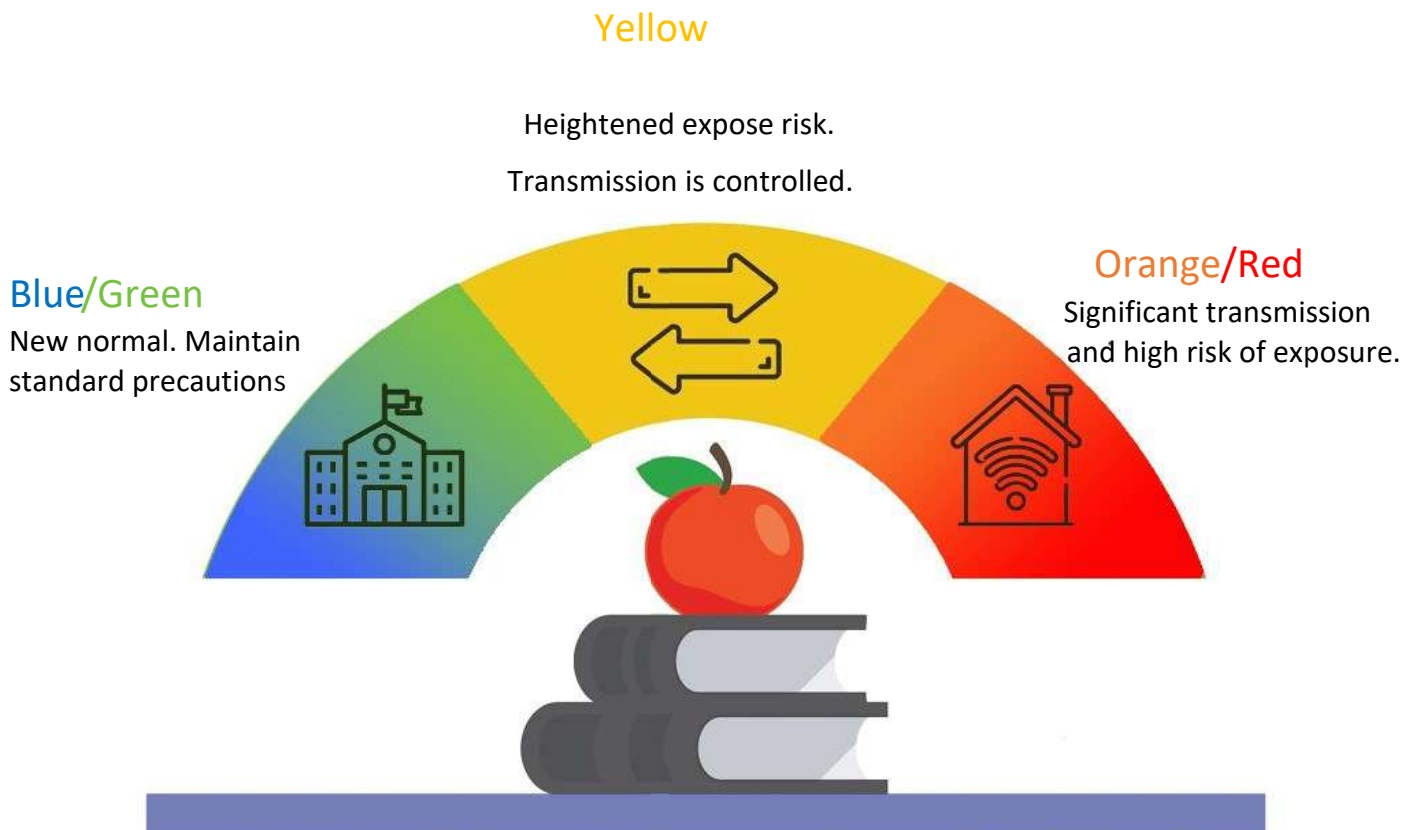 Yellow
Heightened expose risk.
Transmission is controlled.
Blue/Green
New normal. Maintain
standard precautions
Orange/Red
Significant transmission
and high risk of exposure.